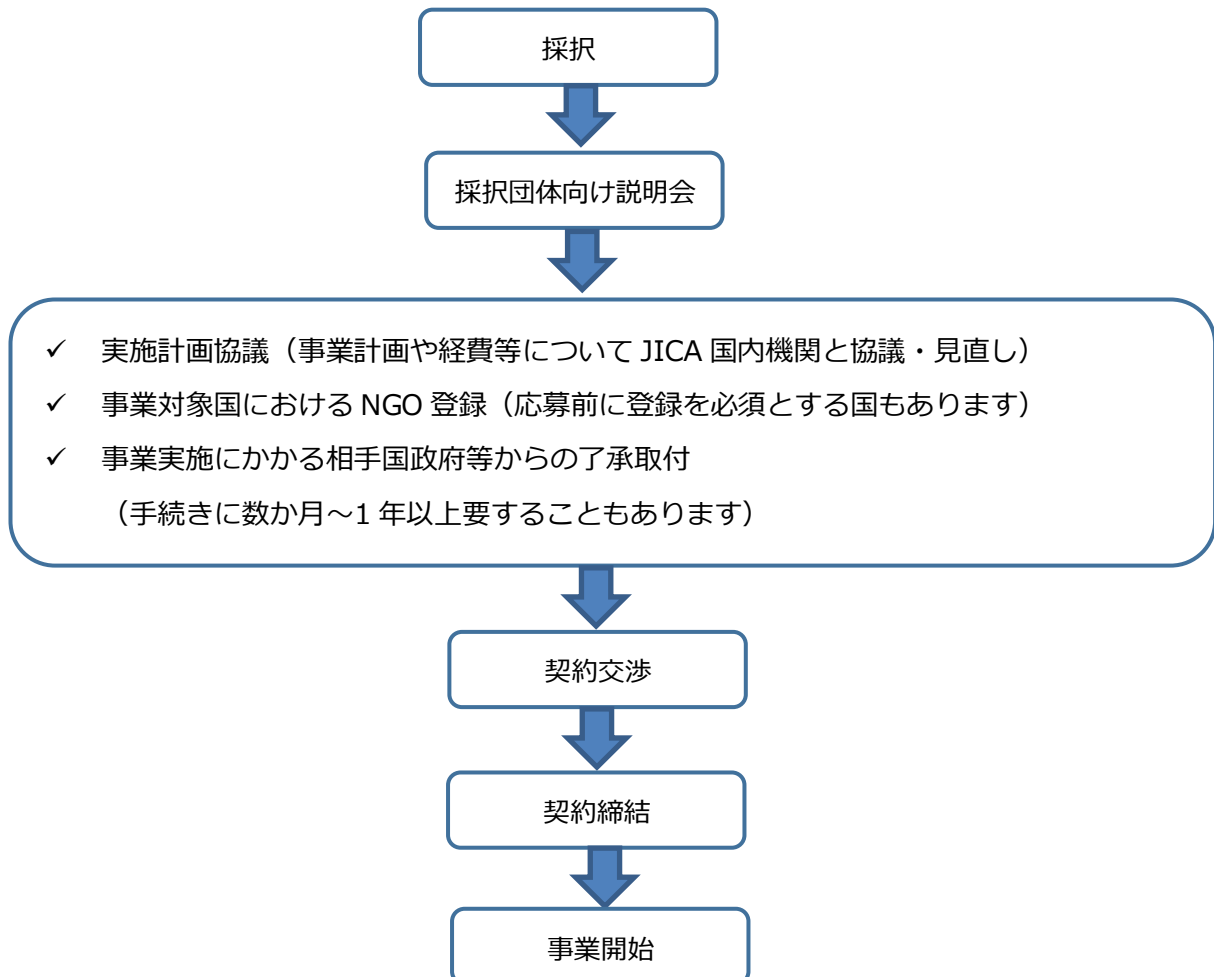 採択
採択団体向け説明会
✓ 実施計画協議（事業計画や経費等について JICA 国内機関と協議・見直し）
✓ 事業対象国における NGO 登録（応募前に登録を必須とする国もあります）
✓ 事業実施にかかる相手国政府等からの了承取付
（手続きに数か月～1 年以上要することもあります）
契約交渉
契約締結
事業開始